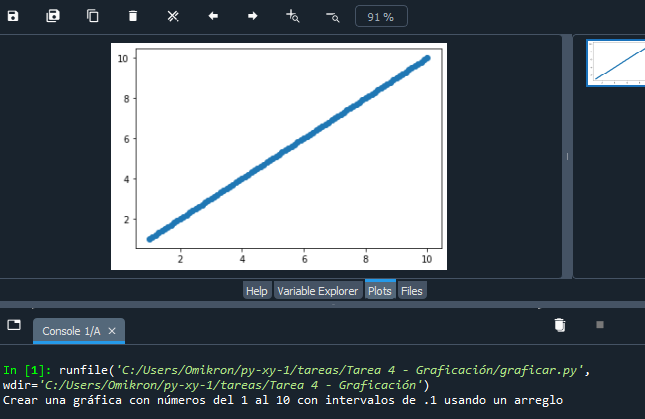 91 %
10
8
6
4
2
2 4 6 8 10
Help Variable Explorer Plots Files
Console 1/A
In [1]: runfile('C:/Users/Omikron/py-xy-1/tareas/Tarea 4 - Graficación/graficar.py',
wdir='C:/Users/Omikron/py-xy-1/tareas/Tarea 4 - Graficación')
Crear una gráfica con números del 1 al 10 con intervalos de .1 usando un arreglo